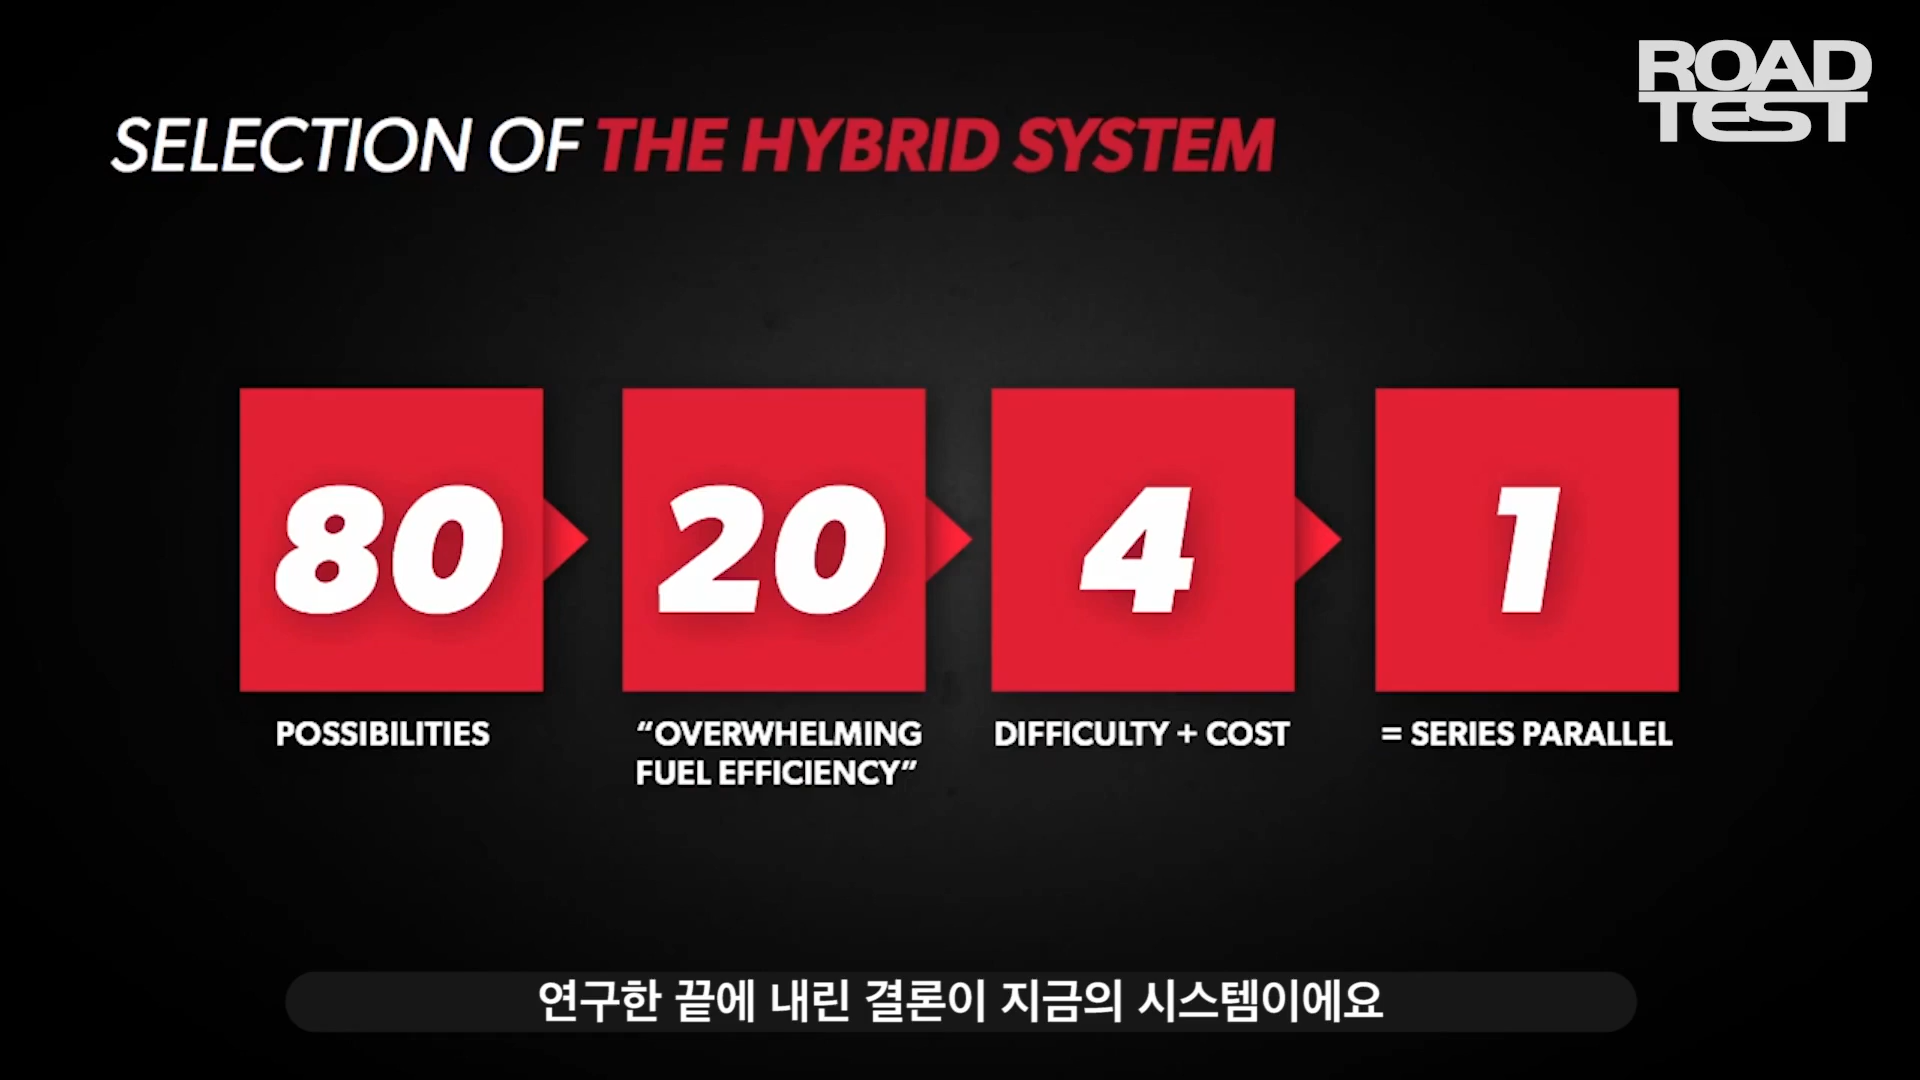 ROAD
TEST
SELECTION OF THE HYBRID SYSTEM
80
20
4
1
POSSIBILITIES
“OVERWHELMING
FUEL EFFICIENCY”
DIFFICULTY + COST
= SERIES PARALLEL
연구한 끝에 내린 결론이 지금의 시스템이에요